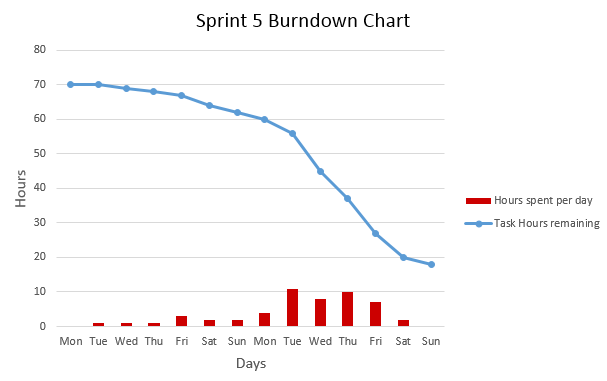 Sprint 5 Burndown Chart
80
70
60
50
40
30
20
10
0
Hours
Mon Tue Wed Thu Fri Sat Sun Mon Tue Wed Thu Fri Sat Sun
Days
Hours spent per day
Task Hours remaining